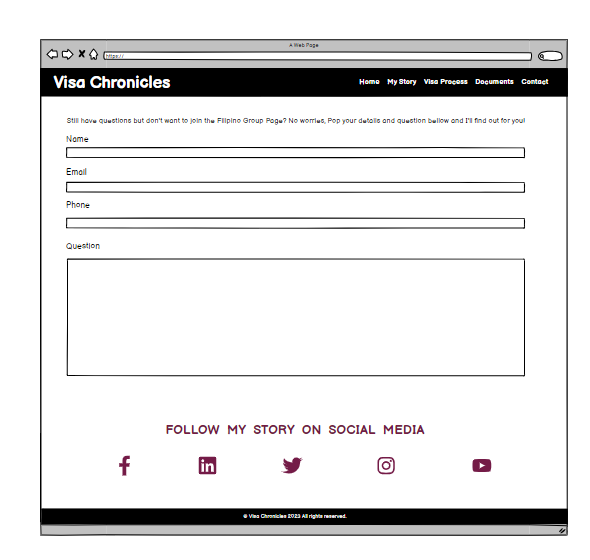 A Web Page
https://
Visa Chronicles
Home My Story Visa Process Documents Contact
Still have questions but don't want to join the Filipino Group Page? No worries, Pop your details and question bellow and I'll find out for you!
Name
Email
Phone
Question
FOLLOW MY STORY ON SOCIAL MEDIA
© Visa Chronicles 2023 All rights reserved.